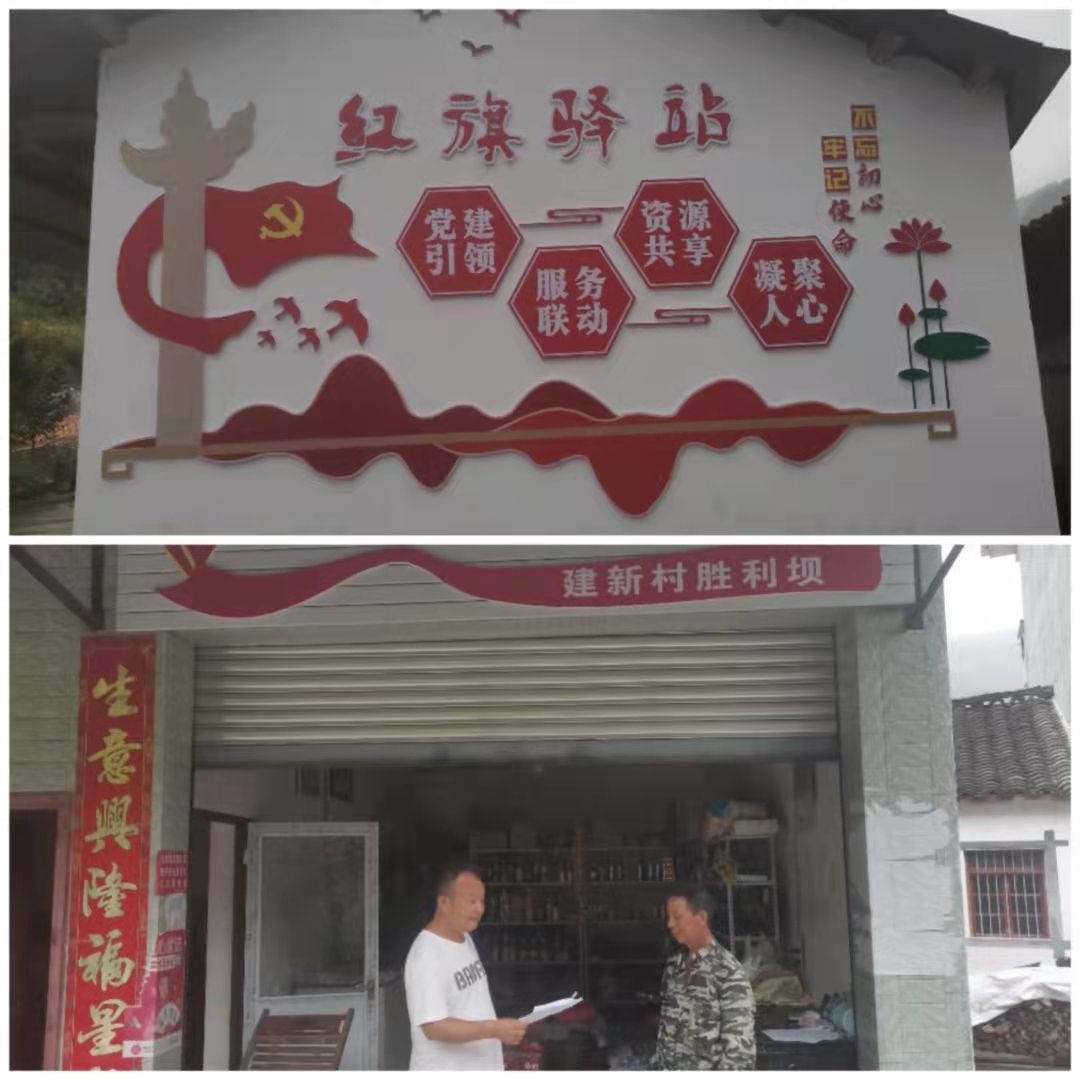 红旗驿站
不忘初心
牢记使命
党建
引领
资源
共享
服务
联动
凝聚
人心
建新村胜利坝
生意興隆福星
BA